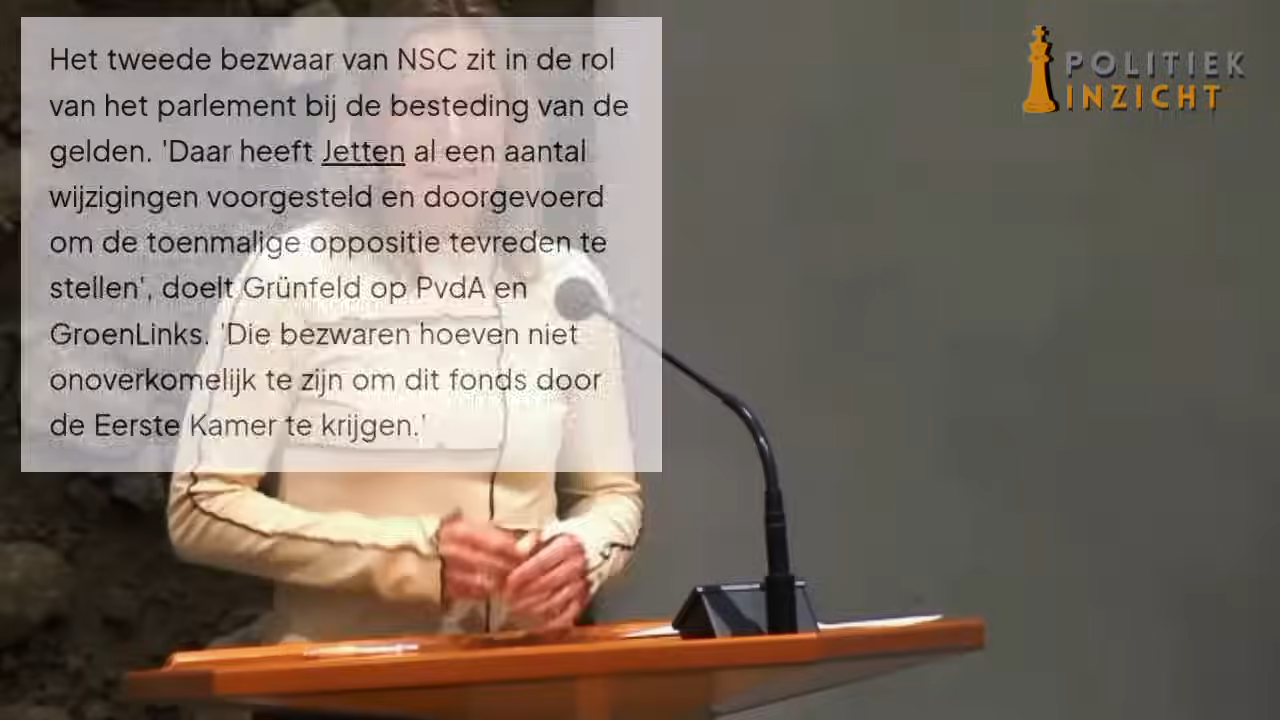 Het tweede bezwaar van NSC zit in de rol
van het parlement bij de besteding van de
gelden. 'Daar heeft Jetten al een aantal
wijzigingen voorgesteld en doorgevoerd
om de toenmalige oppositie tevreden te
stellen', doelt Grünfeld op PvdA en
GroenLinks. 'Die bezwaren hoeven niet
onoverkomelijk te zijn om dit fonds door
de Eerste Kamer te krijgen.'
POLITIEK
INZICHT